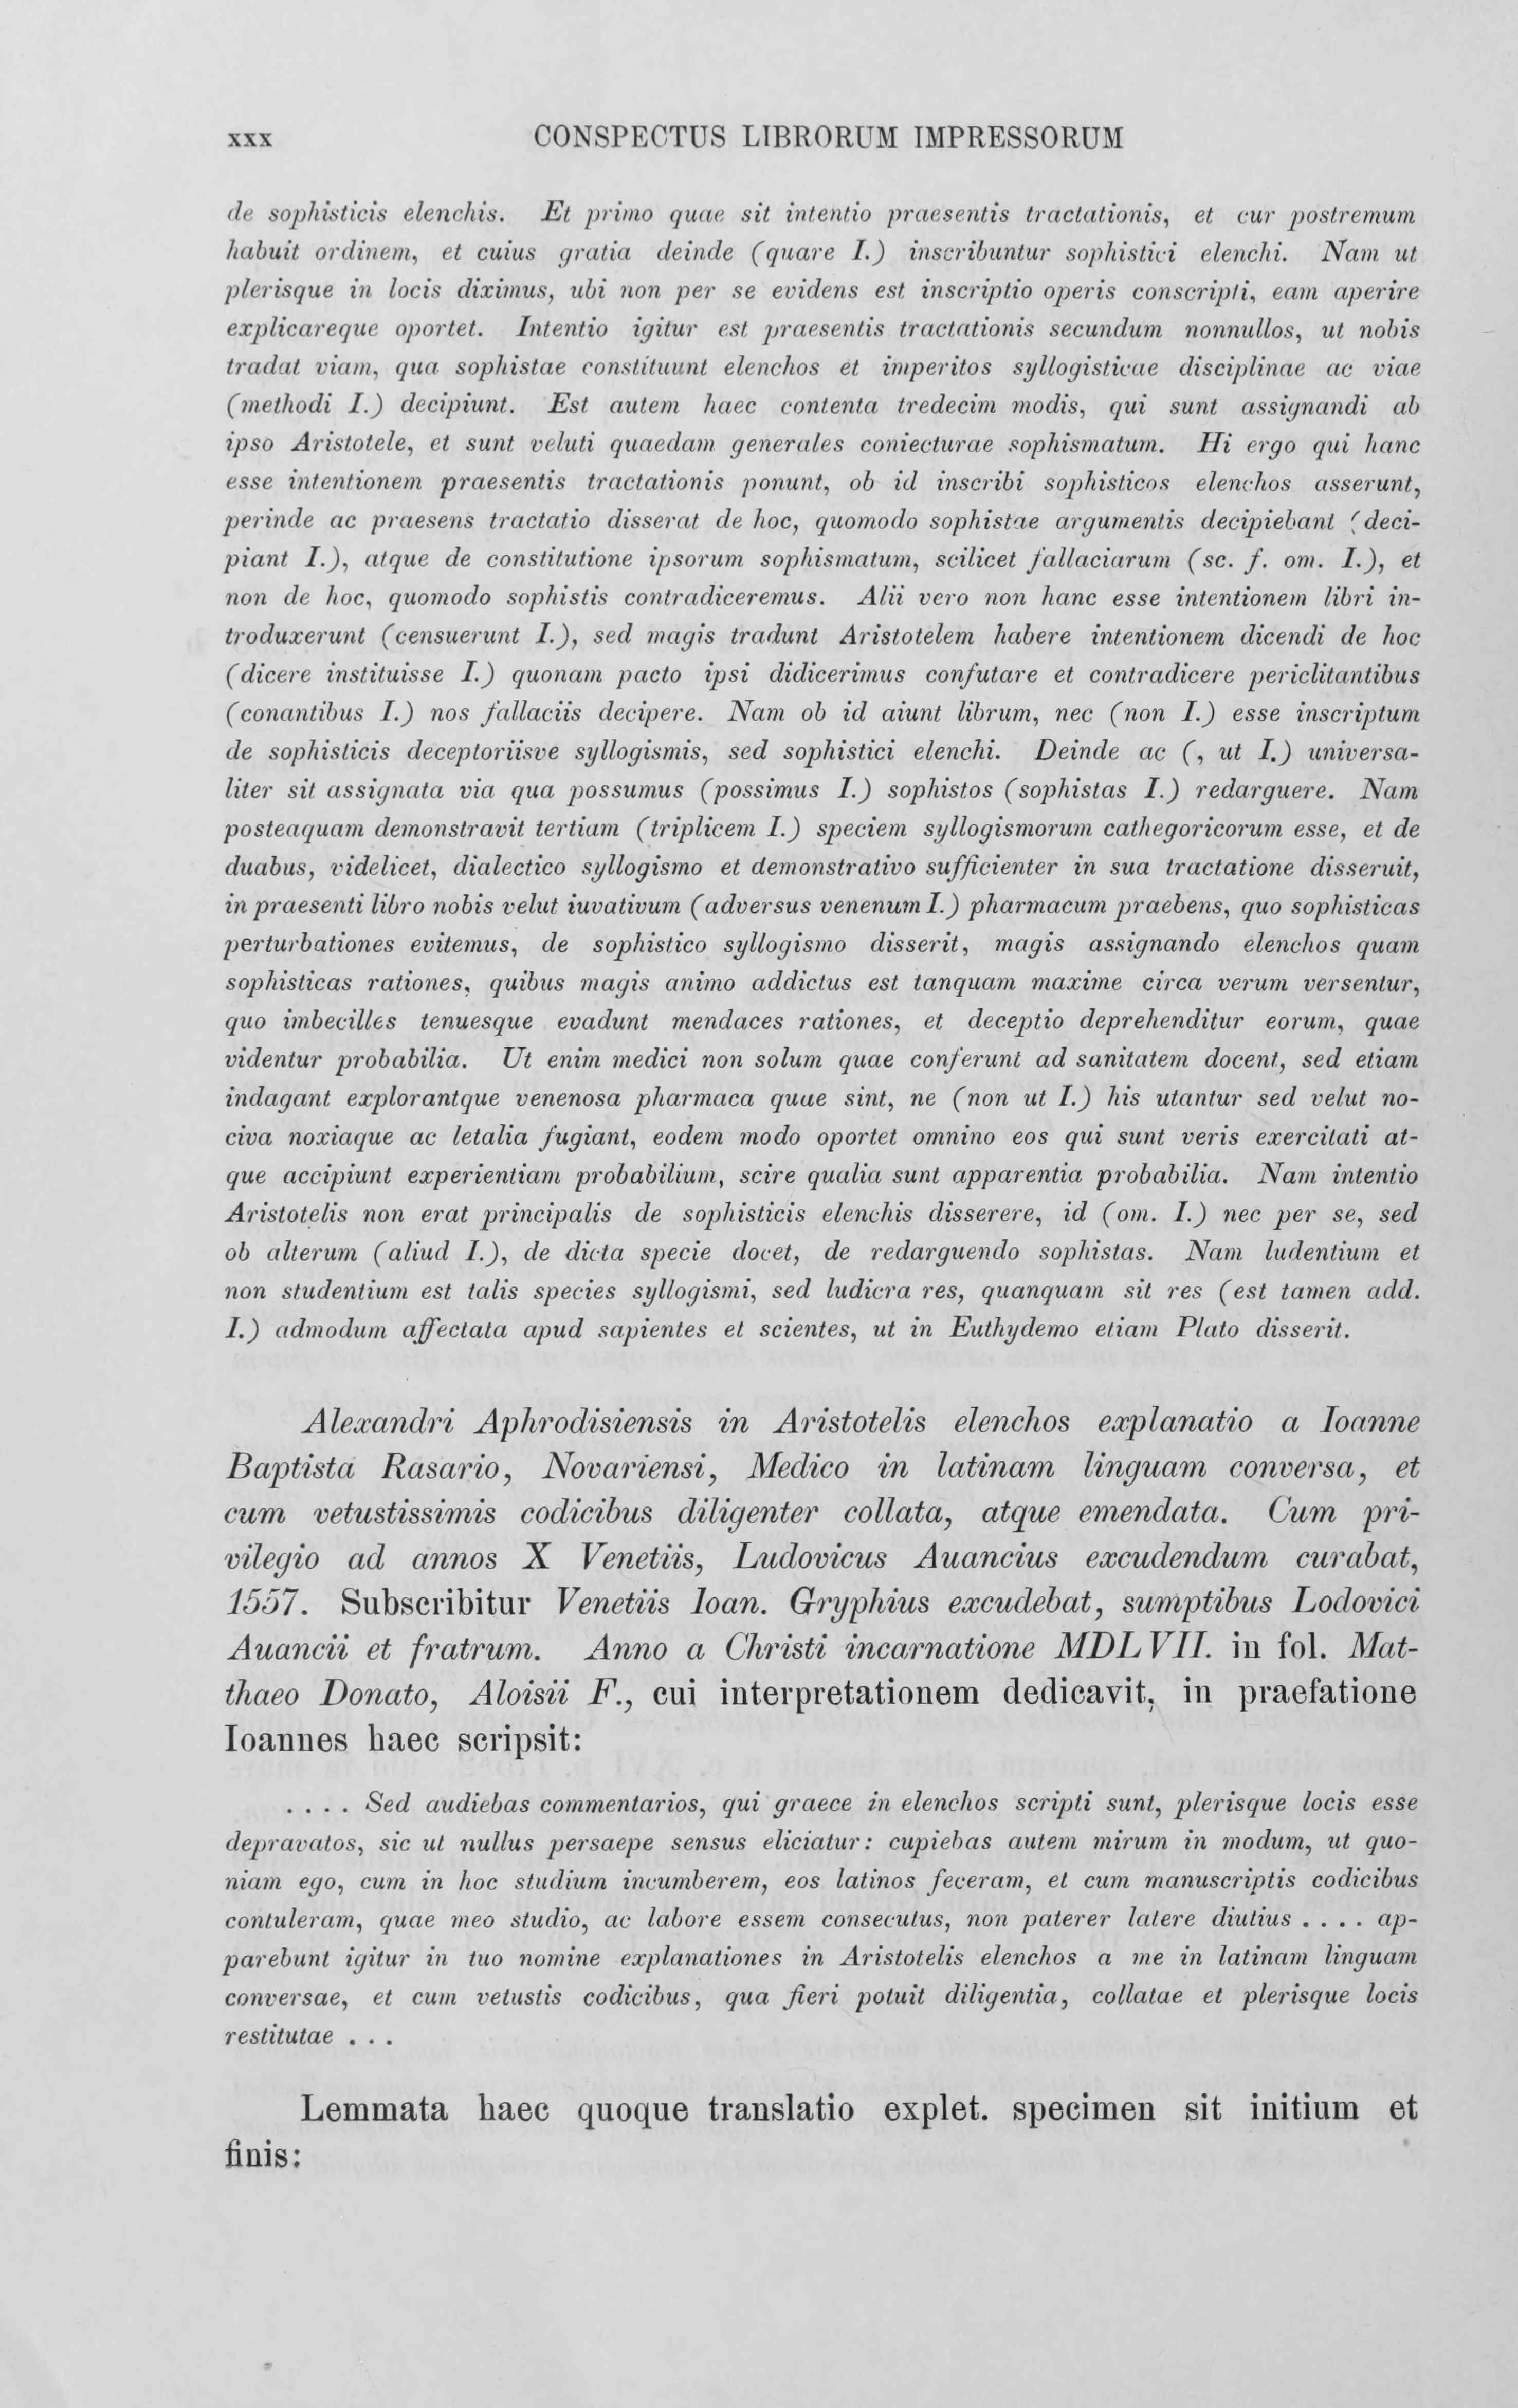 xxx CONSPECTUS LIBRORUM IMPRESSORUM
de sophisticis elenchis. Et primo quae sit intentio praesentis tractationis, et cur postremum
habuit ordinem, et cuius gratia deinde (quare I.) inscribuntur sophistici elenchi. Nam ut
plerisque in locis diximus, ubi non per se evidens est inscriptio operis conscripti, eam aperire
explicareque oportet. Intentio igitur est praesentis tractationis secundum nonnullos, ut nobis
tradat viam, qua sophistae constituunt elenchos et imperitos syllogisticae disciplinae ac viae
(methodi I.) decipiunt. Est autem haec contenta tredecim modis, qui sunt assignandi ab
ipso Aristotele, et sunt veluti quaedam generales coniecturae sophismatum. Hi ergo qui hanc
esse intentionem praesentis tractationis ponunt, ob id inscribi sophisticos elenchos asserunt,
perinde ac praesens tractatio disserat de hoc, quomodo sophistae argumentis decipiebant (deci-
piant I.), atque de constitutione ipsorum sophismatum, scilicet fallaciarum (sc. f. om. I.), et
non de hoc, quomodo sophistis contradiceremus. Alii vero non hanc esse intentionem libri in-
troduxerunt (censuerunt I.), sed magis tradunt Aristotelem habere intentionem dicendi de hoc
(dicere instituisse I.) quonam pacto ipsi didicerimus confutare et contradicere periclitantibus
(conantibus I.) nos fallaciis decipere. Nam ob id aiunt librum, nec (non I.) esse inscriptum
de sophisticis deceptoriisve syllogismis, sed sophistici elenchi. Deinde ac (, ut I.) universa-
liter sit assignata via qua possumus (possimus I.) sophistos (sophistas I.) redarguere. Nam
posteaquam demonstravit tertiam (triplicem I.) speciem syllogismorum cathegoricorum esse, et de
duabus, videlicet, dialectico syllogismo et demonstrativo sufficienter in sua tractatione disseruit,
in praesenti libro nobis velut iuvativum (adversus venenum I.) pharmacum praebens, quo sophisticas
perturbationes evitemus, de sophistico syllogismo disserit, magis assignando elenchos quam
sophisticas rationes, quibus magis animo addictus est tanquam maxime circa verum versentur,
quo imbecilles tenuesque evadunt mendaces rationes, et deceptio deprehenditur eorum, quae
videntur probabilia. Ut enim medici non solum quae conferunt ad sanitatem docent, sed etiam
indagant explorantque venenosa pharmaca quae sint, ne (non ut I.) his utantur sed velut no-
civa noxiaque ac letalia fugiant, eodem modo oportet omnino eos qui sunt veris exercitati at-
que accipiunt experientiam probabilium, scire qualia sunt apparentia probabilia. Nam intentio
Aristotelis non erat principalis de sophisticis elenchis disserere, id (om. I.) nec per se, sed
ob alterum (aliud I.), de dicta specie docet, de redarguendo sophistas. Nam ludentium et
non studentium est talis species syllogismi, sed ludicra res, quanquam sit res (est tamen add.
I.) admodum affectata apud sapientes et scientes, ut in Euthydemo etiam Plato disserit.
Alexandri Aphrodisiensis in Aristotelis elenchos explanatio a Ioanne
Baptista Rasario, Novariensi, Medico in latinam linguam conversa, et
cum vetustissimis codicibus diligenter collata, atque emendata. Cum pri-
vilegio ad annos X Venetiis, Ludovicus Auancius excudendum curabat,
1557. Subscribitur Venetiis Ioan. Gryphius excudebat, sumptibus Lodovici
Auancii et fratrum. Anno a Christi incarnatione MDLVII. in fol. Mat-
thaeo Donato, Aloisii F., cui interpretationem dedicavit, in praefatione
Ioannes haec scripsit:
. . . . Sed audiebas commentarios, qui graece in elenchos scripti sunt, plerisque locis esse
depravatos, sic ut nullus persaepe sensus eliciatur: cupiebas autem mirum in modum, ut quo-
niam ego, cum in hoc studium incumberem, eos latinos feceram, et cum manuscriptis codicibus
contuleram, quae meo studio, ac labore essem consecutus, non paterer latere diutius . . . . ap-
parebunt igitur in tuo nomine explanationes in Aristotelis elenchos a me in latinam linguam
conversae, et cum vetustis codicibus, qua fieri potuit diligentia, collatae et plerisque locis
restitutae . . .
Lemmata haec quoque translatio explet. specimen sit initium et
finis: